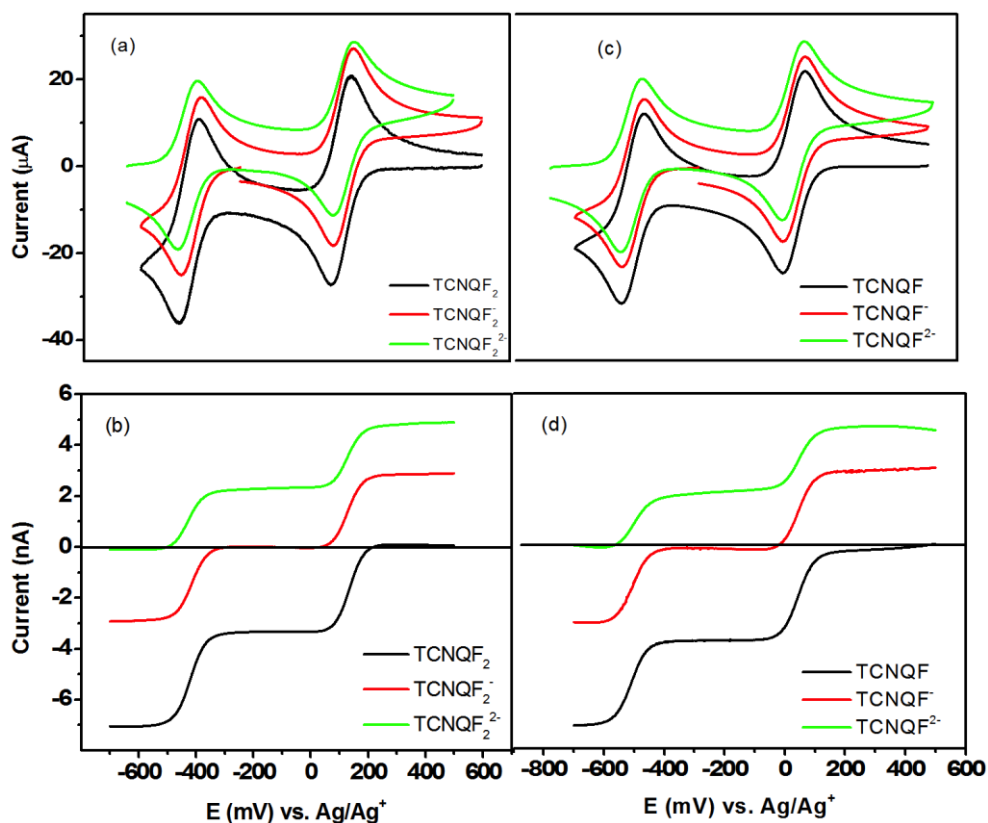 (a)
(c)
20
0
-20
-40
Current (μA)
TCNQF₂
TCNQF₂⁻
TCNQF₂²⁻
TCNQF
TCNQF⁻
TCNQF²⁻
(b)
(d)
6
4
2
0
-2
-4
-6
Current (nA)
TCNQF₂
TCNQF₂⁻
TCNQF₂²⁻
TCNQF
TCNQF⁻
TCNQF²⁻
-600 -400 -200 0 200 400 600
-800 -600 -400 -200 0 200 400 600 800
E (mV) vs. Ag/Ag⁺
E (mV) vs. Ag/Ag⁺